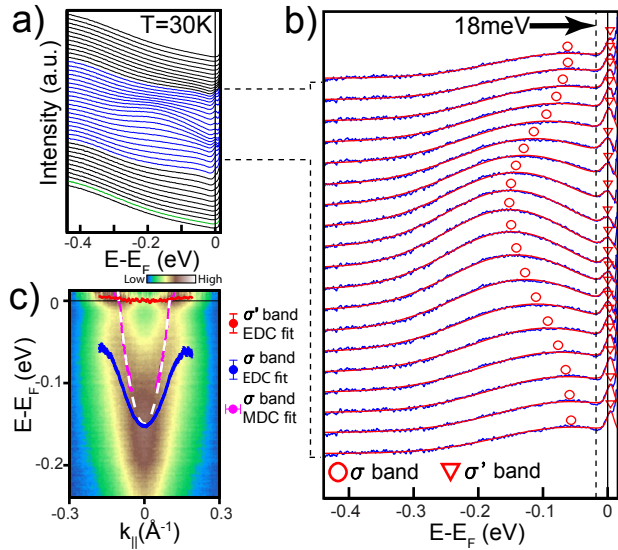 a)
T=30K
Intensity (a.u.)
-0.4
-0.2
0
E-E_F (eV)
b)
18meV
-0.4
-0.3
-0.2
-0.1
0
E-E_F (eV)
σ band
σ' band
c)
Low
High
0
-0.1
-0.2
E-E_F (eV)
-0.3
0
0.3
k_||(Å⁻¹)
σ' band
EDC fit
σ band
EDC fit
σ band
MDC fit